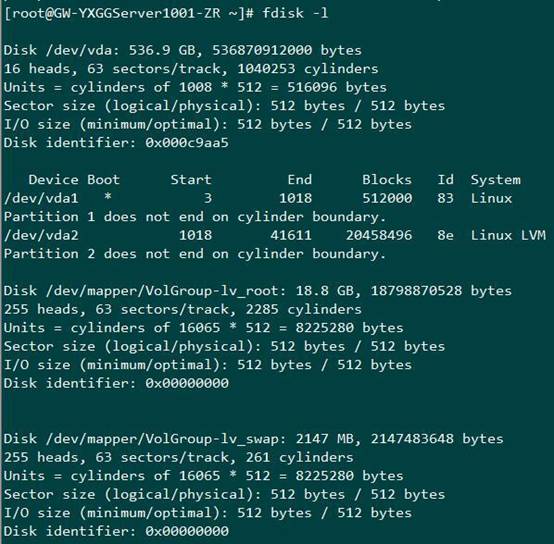 [root@GW-YXGGServer1001-ZR ~]# fdisk -l
Disk /dev/vda: 536.9 GB, 536870912000 bytes
16 heads, 63 sectors/track, 1040253 cylinders
Units = cylinders of 1008 * 512 = 516096 bytes
Sector size (logical/physical): 512 bytes / 512 bytes
I/O size (minimum/optimal): 512 bytes / 512 bytes
Disk identifier: 0x000c9aa5
Device Boot Start End Blocks Id System
/dev/vda1 * 3 1018 512000 83 Linux
Partition 1 does not end on cylinder boundary.
/dev/vda2 1018 41611 20458496 8e Linux LVM
Partition 2 does not end on cylinder boundary.
Disk /dev/mapper/VolGroup-lv_root: 18.8 GB, 18798870528 bytes
255 heads, 63 sectors/track, 2285 cylinders
Units = cylinders of 16065 * 512 = 8225280 bytes
Sector size (logical/physical): 512 bytes / 512 bytes
I/O size (minimum/optimal): 512 bytes / 512 bytes
Disk identifier: 0x00000000
Disk /dev/mapper/VolGroup-lv_swap: 2147 MB, 2147483648 bytes
255 heads, 63 sectors/track, 261 cylinders
Units = cylinders of 16065 * 512 = 8225280 bytes
Sector size (logical/physical): 512 bytes / 512 bytes
I/O size (minimum/optimal): 512 bytes / 512 bytes
Disk identifier: 0x00000000